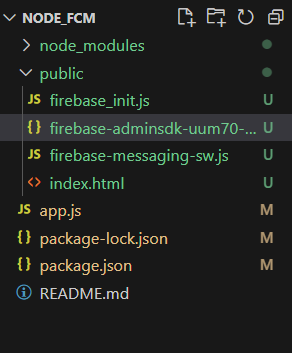 NODE_FCM
node_modules
public
JS firebase_init.js U
{} firebase-adminsdk-uum70-... U
JS firebase-messaging-sw.js U
<> index.html U
JS app.js M
{} package-lock.json M
{} package.json M
README.md